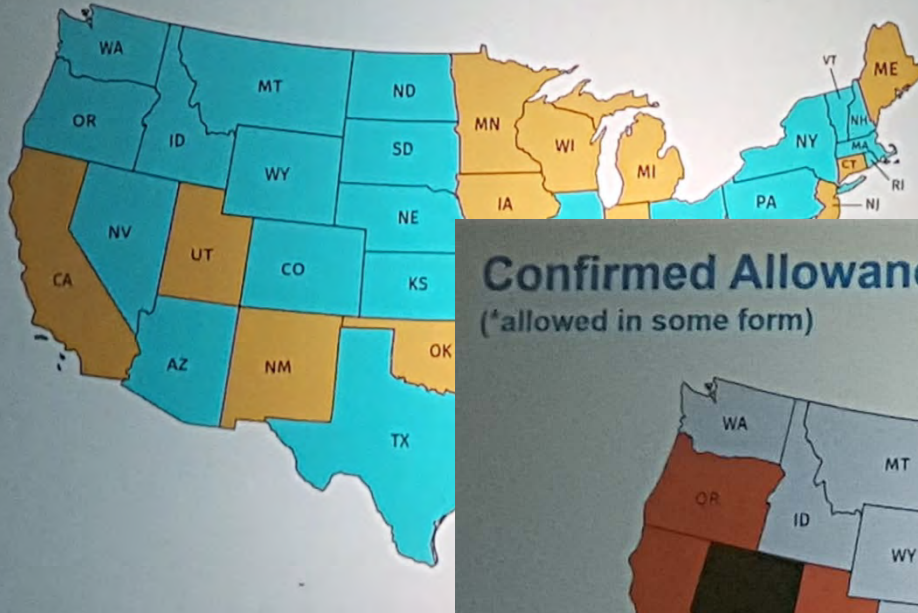 WA
MT
ND
MN
VT
ME
OR
ID
SD
WI
NY
NH
MA
WY
MI
CT
RI
NE
IA
PA
NJ
NV
UT
CO
KS
CA
AZ
NM
OK
TX
Confirmed Allowan
(*allowed in some form)
WA
MT
OR
ID
WY